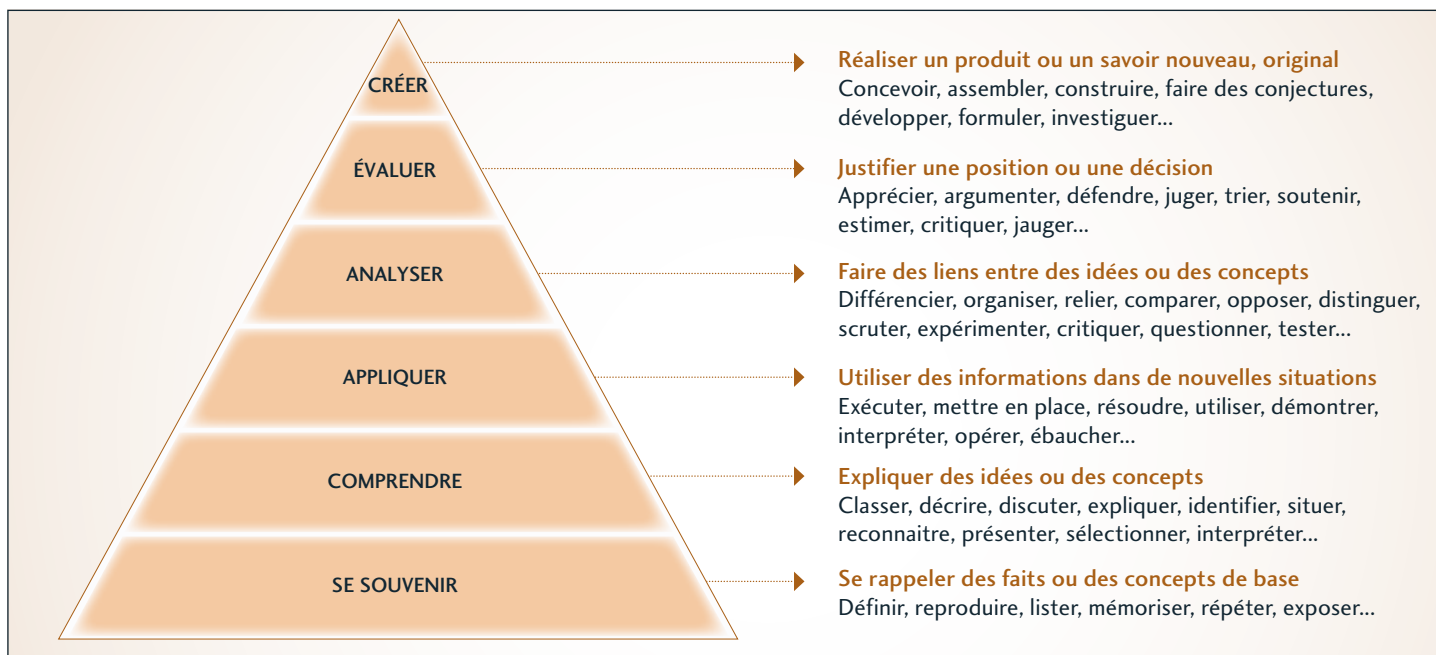 CRÉER
Réaliser un produit ou un savoir nouveau, original
Concevoir, assembler, construire, faire des conjectures,
développer, formuler, investiguer...
ÉVALUER
Justifier une position ou une décision
Apprécier, argumenter, défendre, juger, trier, soutenir,
estimer, critiquer, jauger...
ANALYSER
Faire des liens entre des idées ou des concepts
Différencier, organiser, relier, comparer, opposer, distinguer,
scruter, expérimenter, critiquer, questionner, tester...
APPLIQUER
Utiliser des informations dans de nouvelles situations
Exécuter, mettre en place, résoudre, utiliser, démontrer,
interpréter, opérer, ébaucher...
COMPRENDRE
Expliquer des idées ou des concepts
Classer, décrire, discuter, expliquer, identifier, situer,
reconnaitre, présenter, sélectionner, interpréter...
SE SOUVENIR
Se rappeler des faits ou des concepts de base
Définir, reproduire, lister, mémoriser, répéter, exposer...